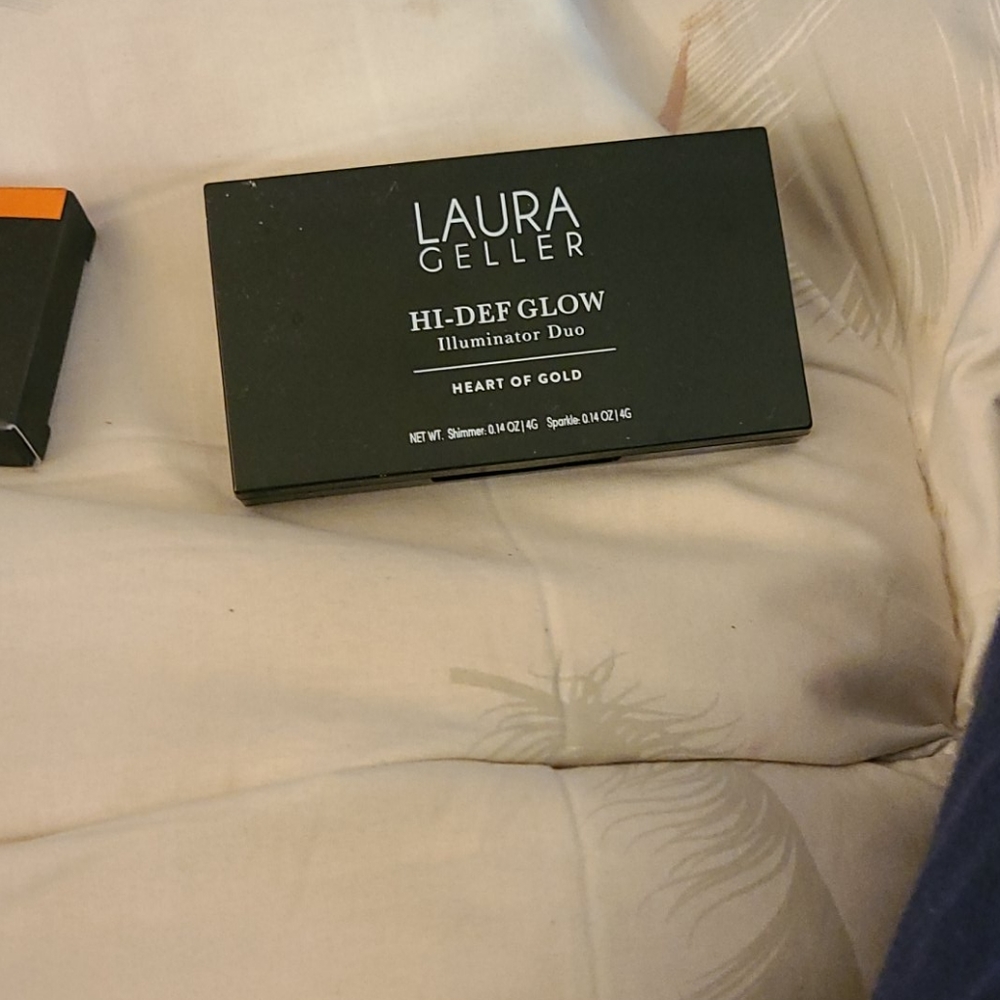 LAURA
GELLER
HI-DEF GLOW
Illuminator Duo
HEART OF GOLD
NET WT. Shimmer: 0.14 OZ | 4G Sparkle: 0.14 OZ | 4G